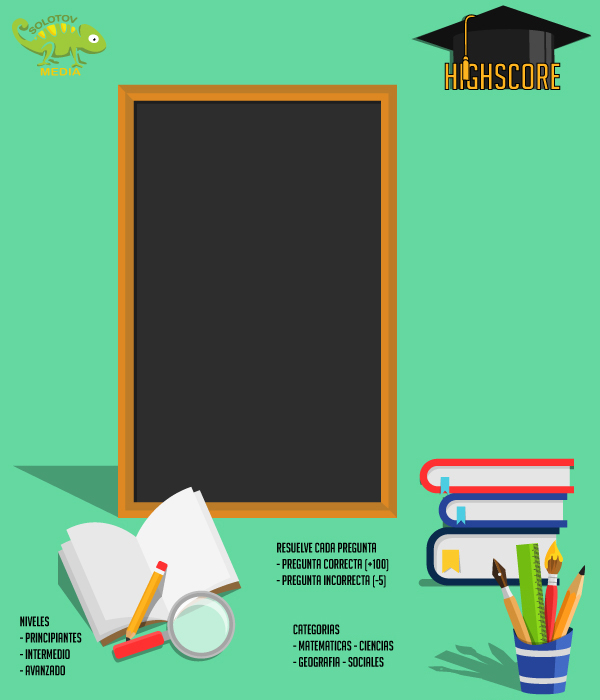 SOLOTOV
MEDIA
HIGHSCORE
RESUELVE CADA PREGUNTA
- PREGUNTA CORRECTA (+100)
- PREGUNTA INCORRECTA (-5)
NIVELES
- PRINCIPIANTES
- INTERMEDIO
- AVANZADO
CATEGORIAS
- MATEMATICAS - CIENCIAS
- GEOGRAFIA - SOCIALES